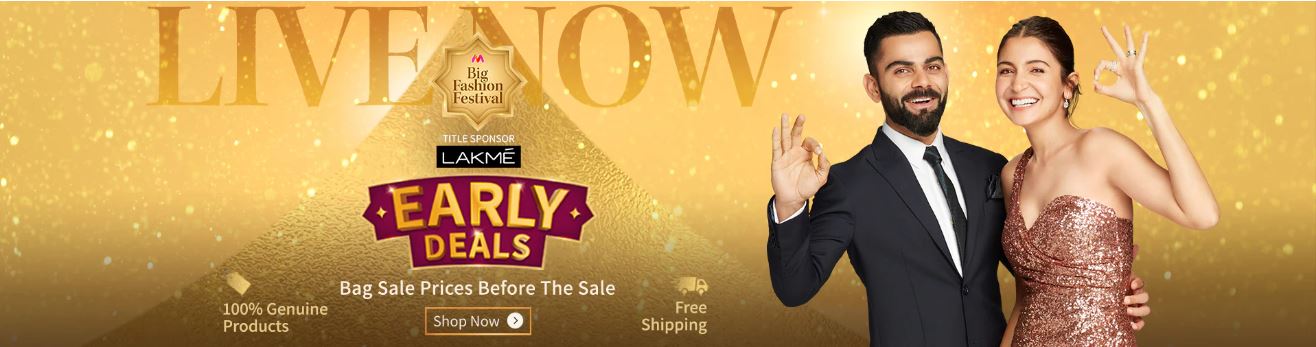 LIVE NOW
Big
Fashion
Festival
TITLE SPONSOR
LAKMÉ
EARLY
DEALS
Bag Sale Prices Before The Sale
100% Genuine
Products
Shop Now
Free
Shipping